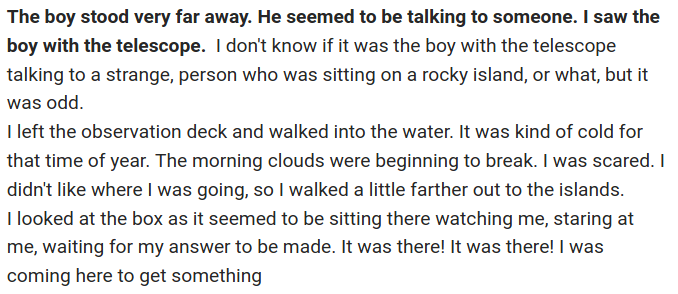 The boy stood very far away. He seemed to be talking to someone. I saw the
boy with the telescope.  I don't know if it was the boy with the telescope
talking to a strange, person who was sitting on a rocky island, or what, but it
was odd.
I left the observation deck and walked into the water. It was kind of cold for
that time of year. The morning clouds were beginning to break. I was scared. I
didn't like where I was going, so I walked a little farther out to the islands.
I looked at the box as it seemed to be sitting there watching me, staring at
me, waiting for my answer to be made. It was there! It was there! I was
coming here to get something